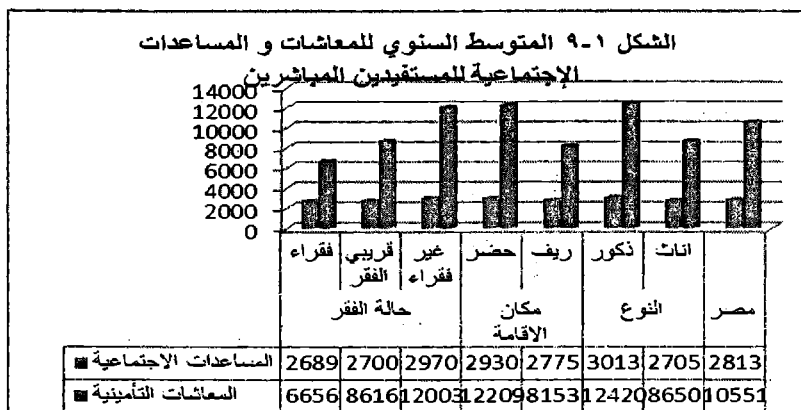 الشكل ١-٩ المتوسط السنوي للمعاشات و المساعدات
الإجتماعية للمستفيدين المباشرين
14000
12000
10000
8000
6000
4000
2000
0
فقراء قريبي الفقر غير فقراء حضر ريف ذكور اناث
حالة الفقر مكان الاقامة النوع مصر
المساعدات الاجتماعية 2689 2700 2970 2930 2775 3013 2705 2813
المعاشات التأمينية 6656 8616 12003 12209 8153 12420 8650 10551